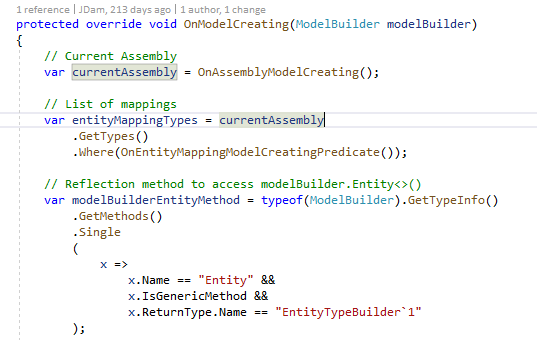 1 reference | JDam, 213 days ago | 1 author, 1 change
protected override void OnModelCreating(ModelBuilder modelBuilder)
{
    // Current Assembly
    var currentAssembly = OnAssemblyModelCreating();

    // List of mappings
    var entityMappingTypes = currentAssembly
        .GetTypes()
        .Where(OnEntityMappingModelCreatingPredicate());

    // Reflection method to access modelBuilder.Entity<>()
    var modelBuilderEntityMethod = typeof(ModelBuilder).GetTypeInfo()
        .GetMethods()
        .Single
        (
            x =>
                x.Name == "Entity" &&
                x.IsGenericMethod &&
                x.ReturnType.Name == "EntityTypeBuilder`1"
        );